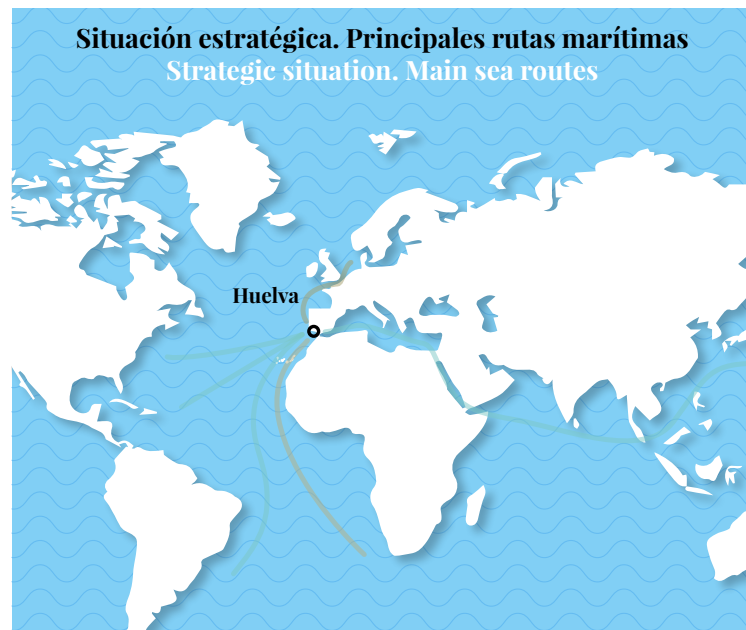 Situación estratégica. Principales rutas marítimas
Strategic situation. Main sea routes
Huelva